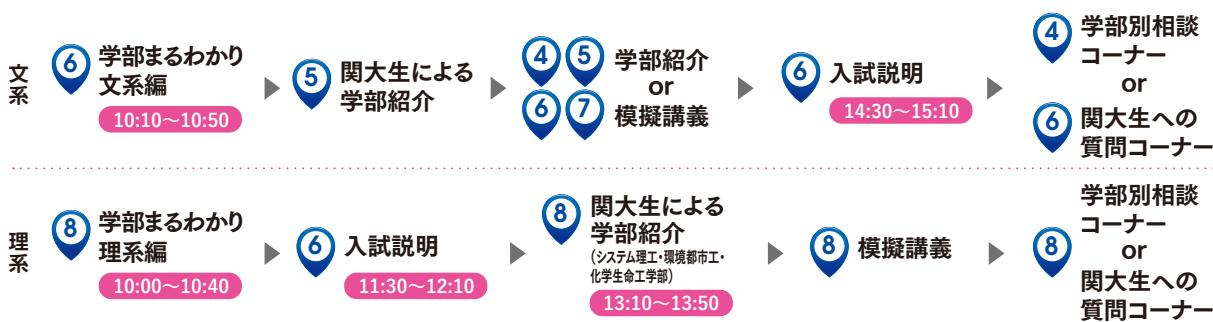 文系
6
学部まるわかり
文系編
10:10～10:50
5
関大生による
学部紹介
4 5
6 7
学部紹介
or
模擬講義
6
入試説明
14:30～15:10
4
学部別相談
コーナー
or
6
関大生への
質問コーナー
理系
8
学部まるわかり
理系編
10:00～10:40
6
入試説明
11:30～12:10
8
関大生による
学部紹介
(システム理工・環境都市工・
化学生命工学部)
13:10～13:50
8
模擬講義
8
学部別相談
コーナー
or
関大生への
質問コーナー